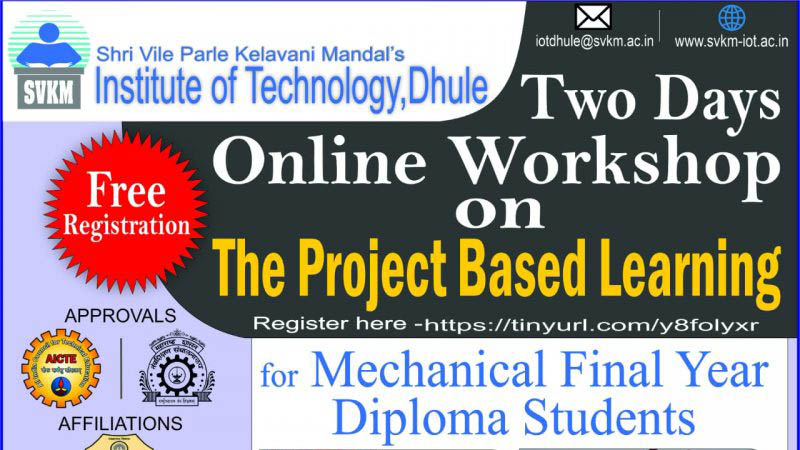 iotdhule@svkm.ac.in
www.svkm-iot.ac.in
SVKM
Shri Vile Parle Kelavani Mandal's
Institute of Technology,Dhule
Two Days
Online Workshop
on
The Project Based Learning
Register here -https://tinyurl.com/y8folyxr
Free
Registration
APPROVALS
AICTE
AFFILIATIONS
for Mechanical Final Year
Diploma Students